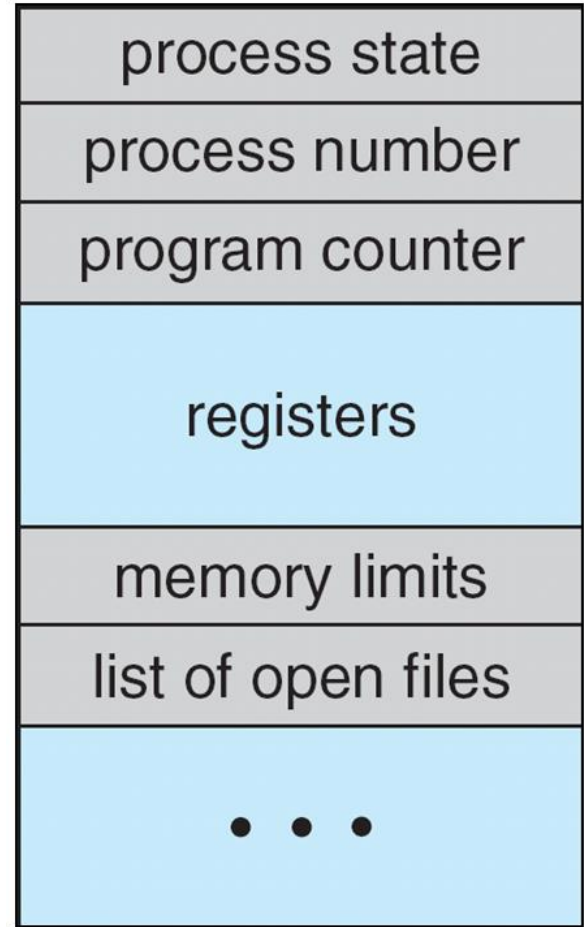 process state
process number
program counter
registers
memory limits
list of open files
• • •